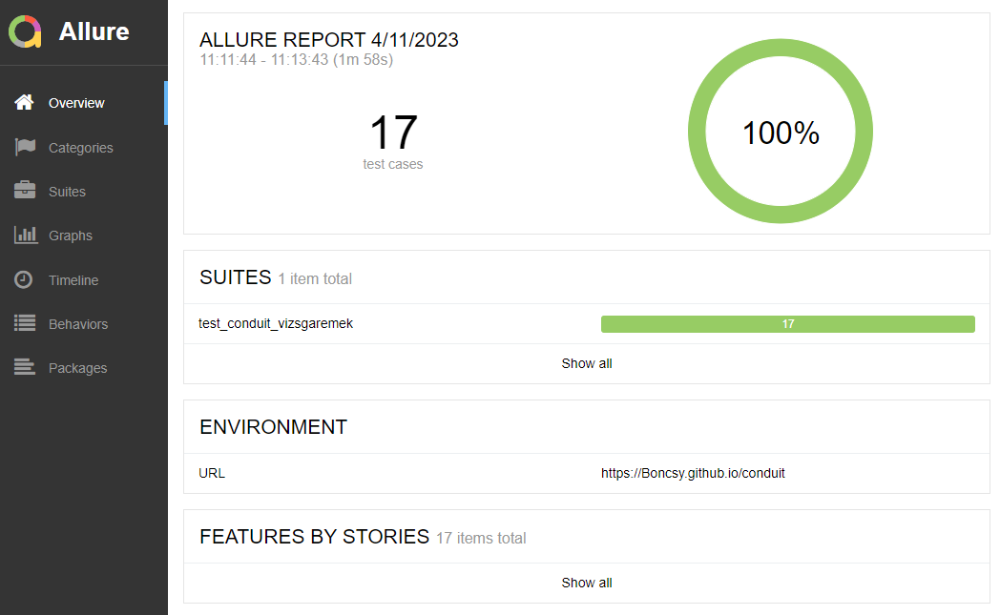 Allure
Overview
Categories
Suites
Graphs
Timeline
Behaviors
Packages
ALLURE REPORT 4/11/2023
11:11:44 - 11:13:43 (1m 58s)
17
test cases
100%
SUITES 1 item total
test_conduit_vizsgaremek 17
Show all
ENVIRONMENT
URL https://Boncsy.github.io/conduit
FEATURES BY STORIES 17 items total
Show all